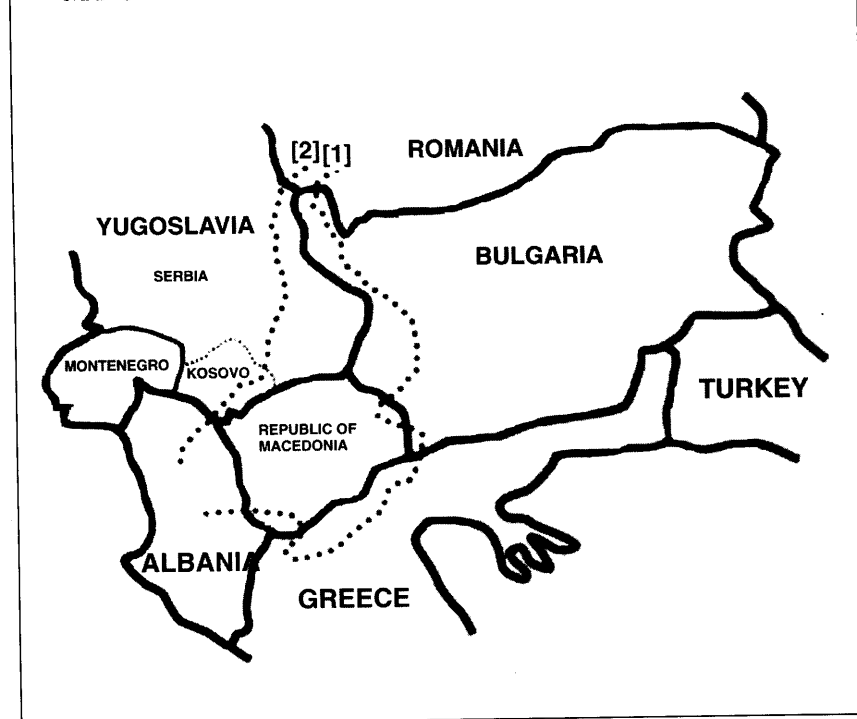 [2][1]
ROMANIA
YUGOSLAVIA
BULGARIA
SERBIA
MONTENEGRO
KOSOVO
TURKEY
REPUBLIC OF
MACEDONIA
ALBANIA
GREECE